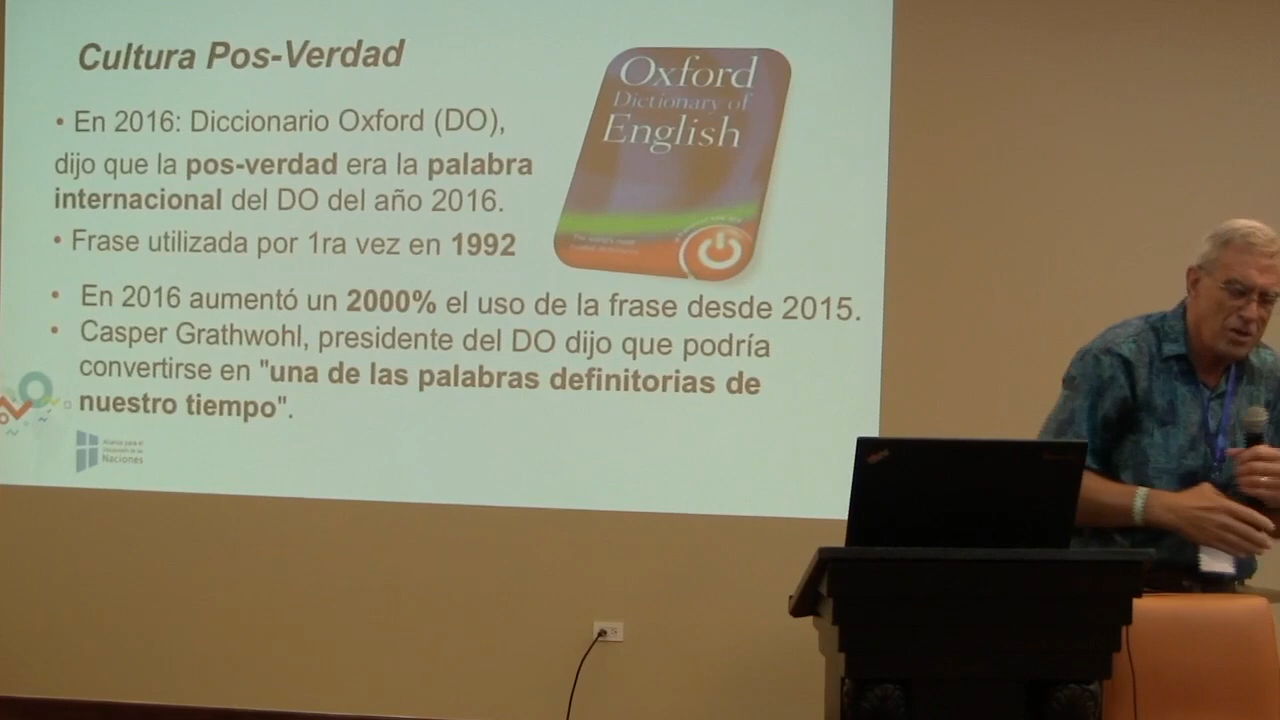 Cultura Pos-Verdad
• En 2016: Diccionario Oxford (DO),
dijo que la pos-verdad era la palabra
internacional del DO del año 2016.
• Frase utilizada por 1ra vez en 1992
• En 2016 aumentó un 2000% el uso de la frase desde 2015.
• Casper Grathwohl, presidente del DO dijo que podría
convertirse en "una de las palabras definitorias de
nuestro tiempo".
Oxford
Dictionary of
English
Alianza para el
Naciones